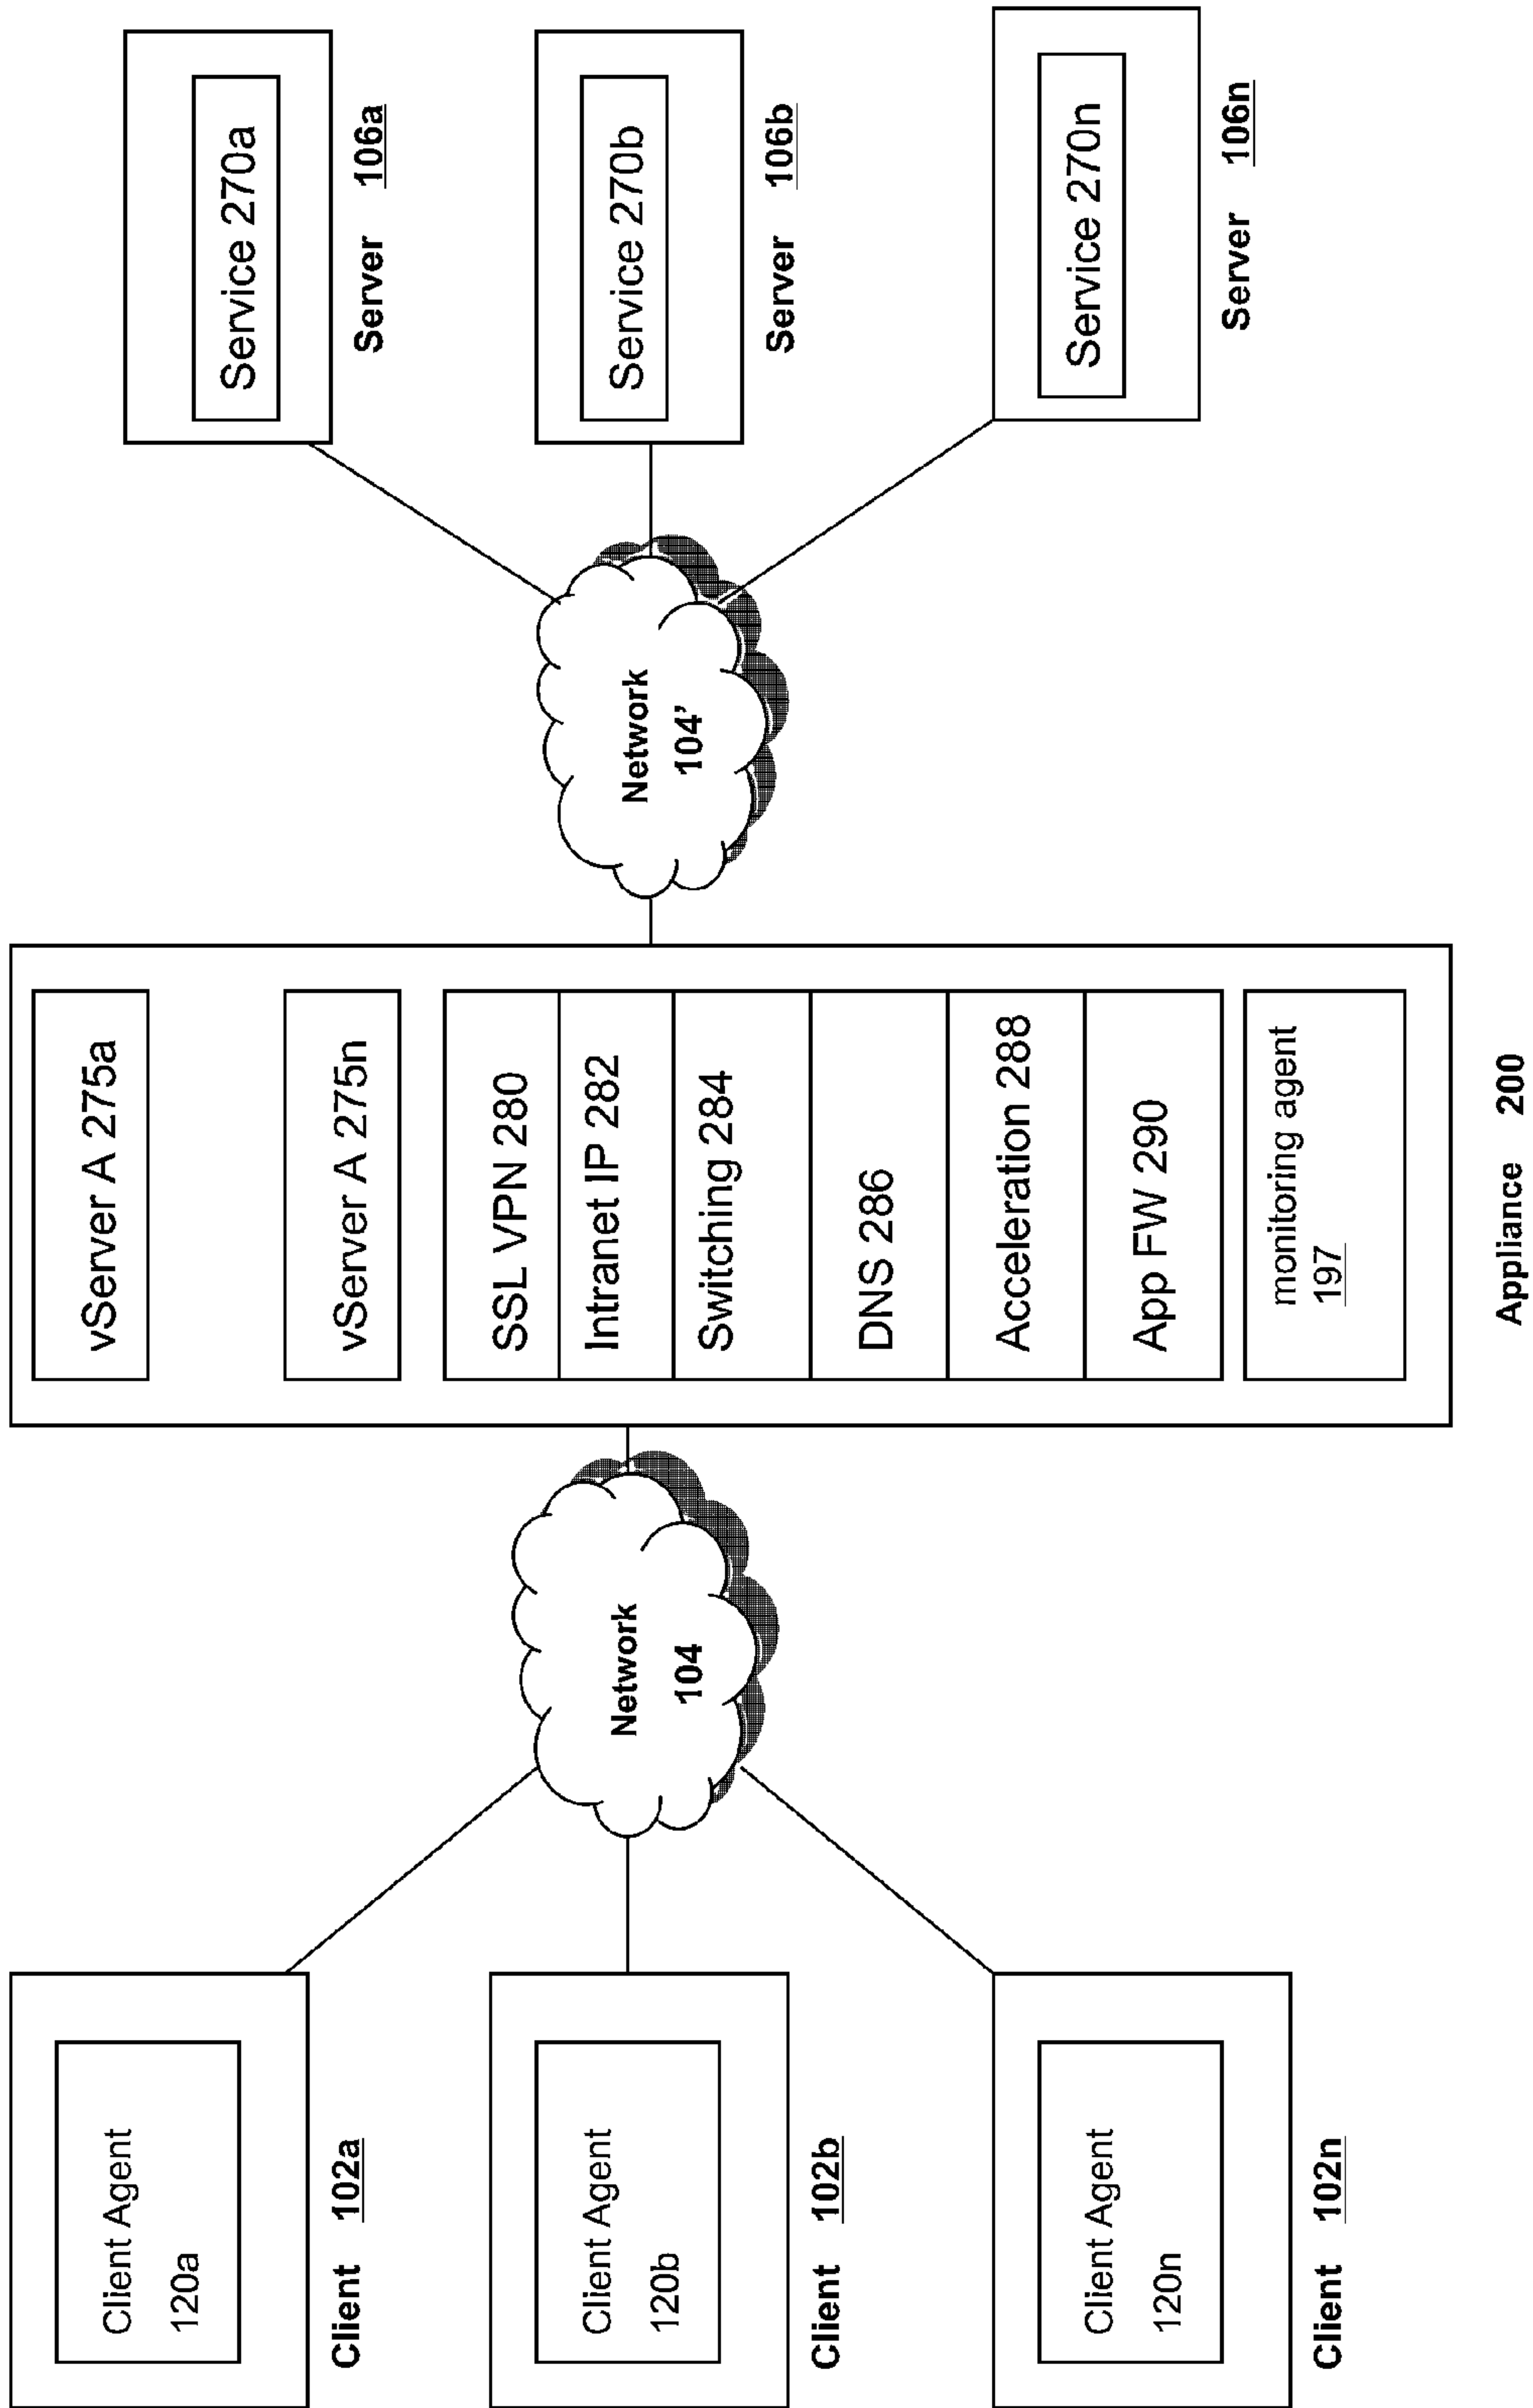 Client Agent
120a
Client 102a
Client Agent
120b
Client 102b
Client Agent
120n
Client 102n
Network
104
vServer A 275a
vServer A 275n
SSL VPN 280
Intranet IP 282
Switching 284
DNS 286
Acceleration 288
App FW 290
monitoring agent
197
Appliance 200
Network
104’
Service 270a
Server 106a
Service 270b
Server 106b
Service 270n
Server 106n